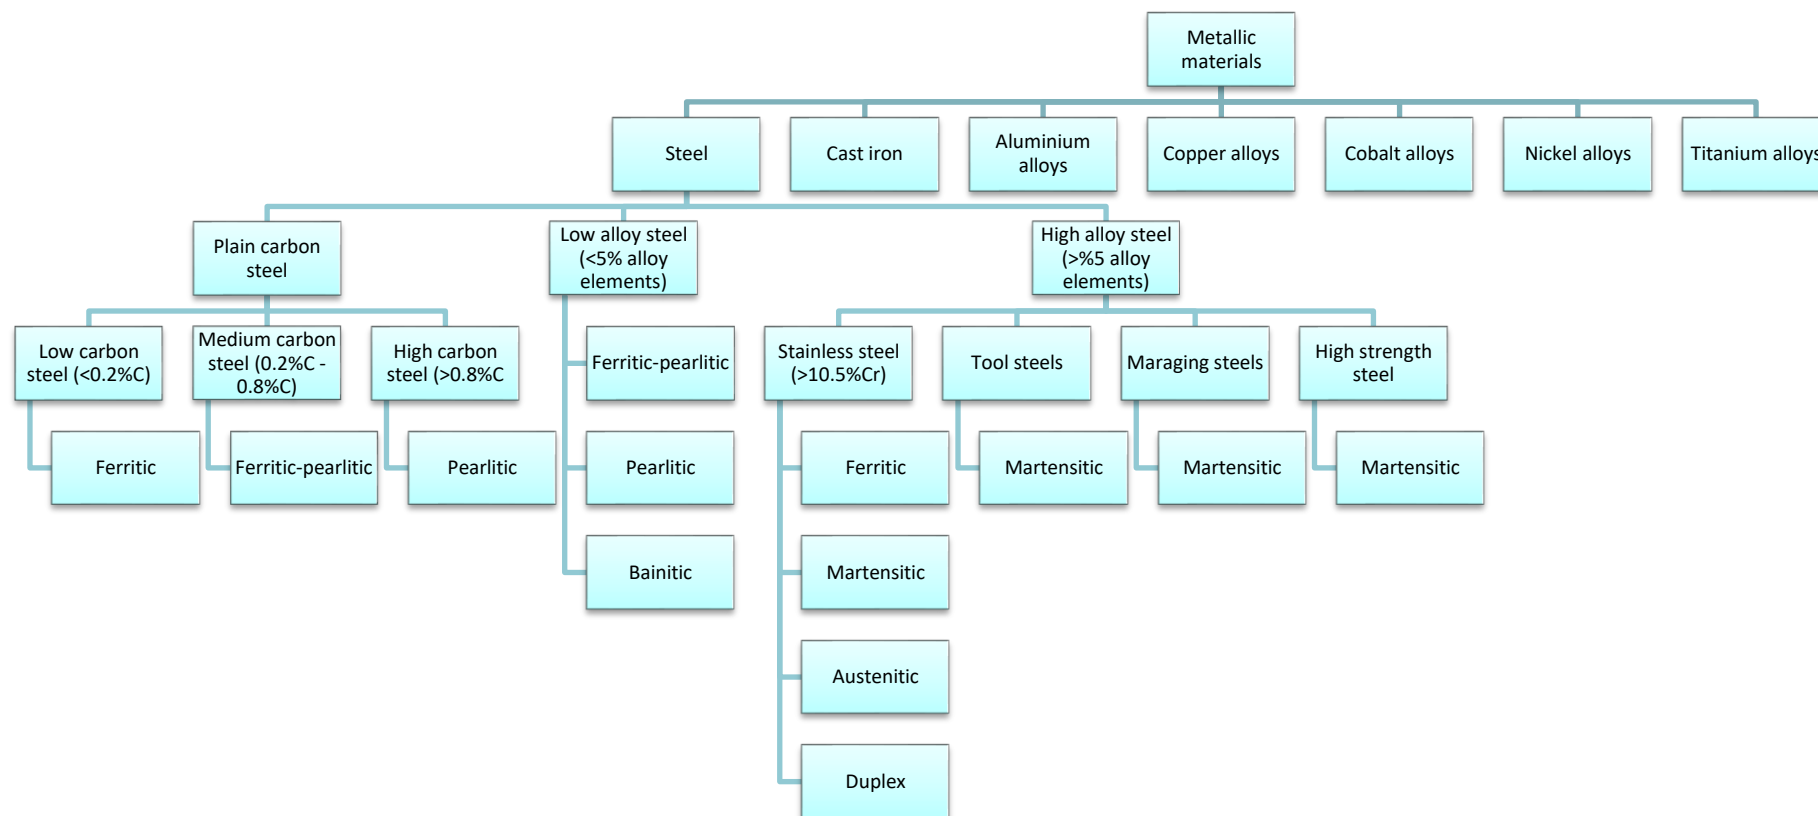 Metallic
materials
Steel
Cast iron
Aluminium
alloys
Copper alloys
Cobalt alloys
Nickel alloys
Titanium alloys
Plain carbon
steel
Low alloy steel
(<5% alloy
elements)
High alloy steel
(>%5 alloy
elements)
Low carbon
steel (<0.2%C)
Medium carbon
steel (0.2%C -
0.8%C)
High carbon
steel (>0.8%C
Ferritic-pearlitic
Stainless steel
(>10.5%Cr)
Tool steels
Maraging steels
High strength
steel
Ferritic
Ferritic-pearlitic
Pearlitic
Pearlitic
Ferritic
Martensitic
Martensitic
Martensitic
Bainitic
Martensitic
Austenitic
Duplex